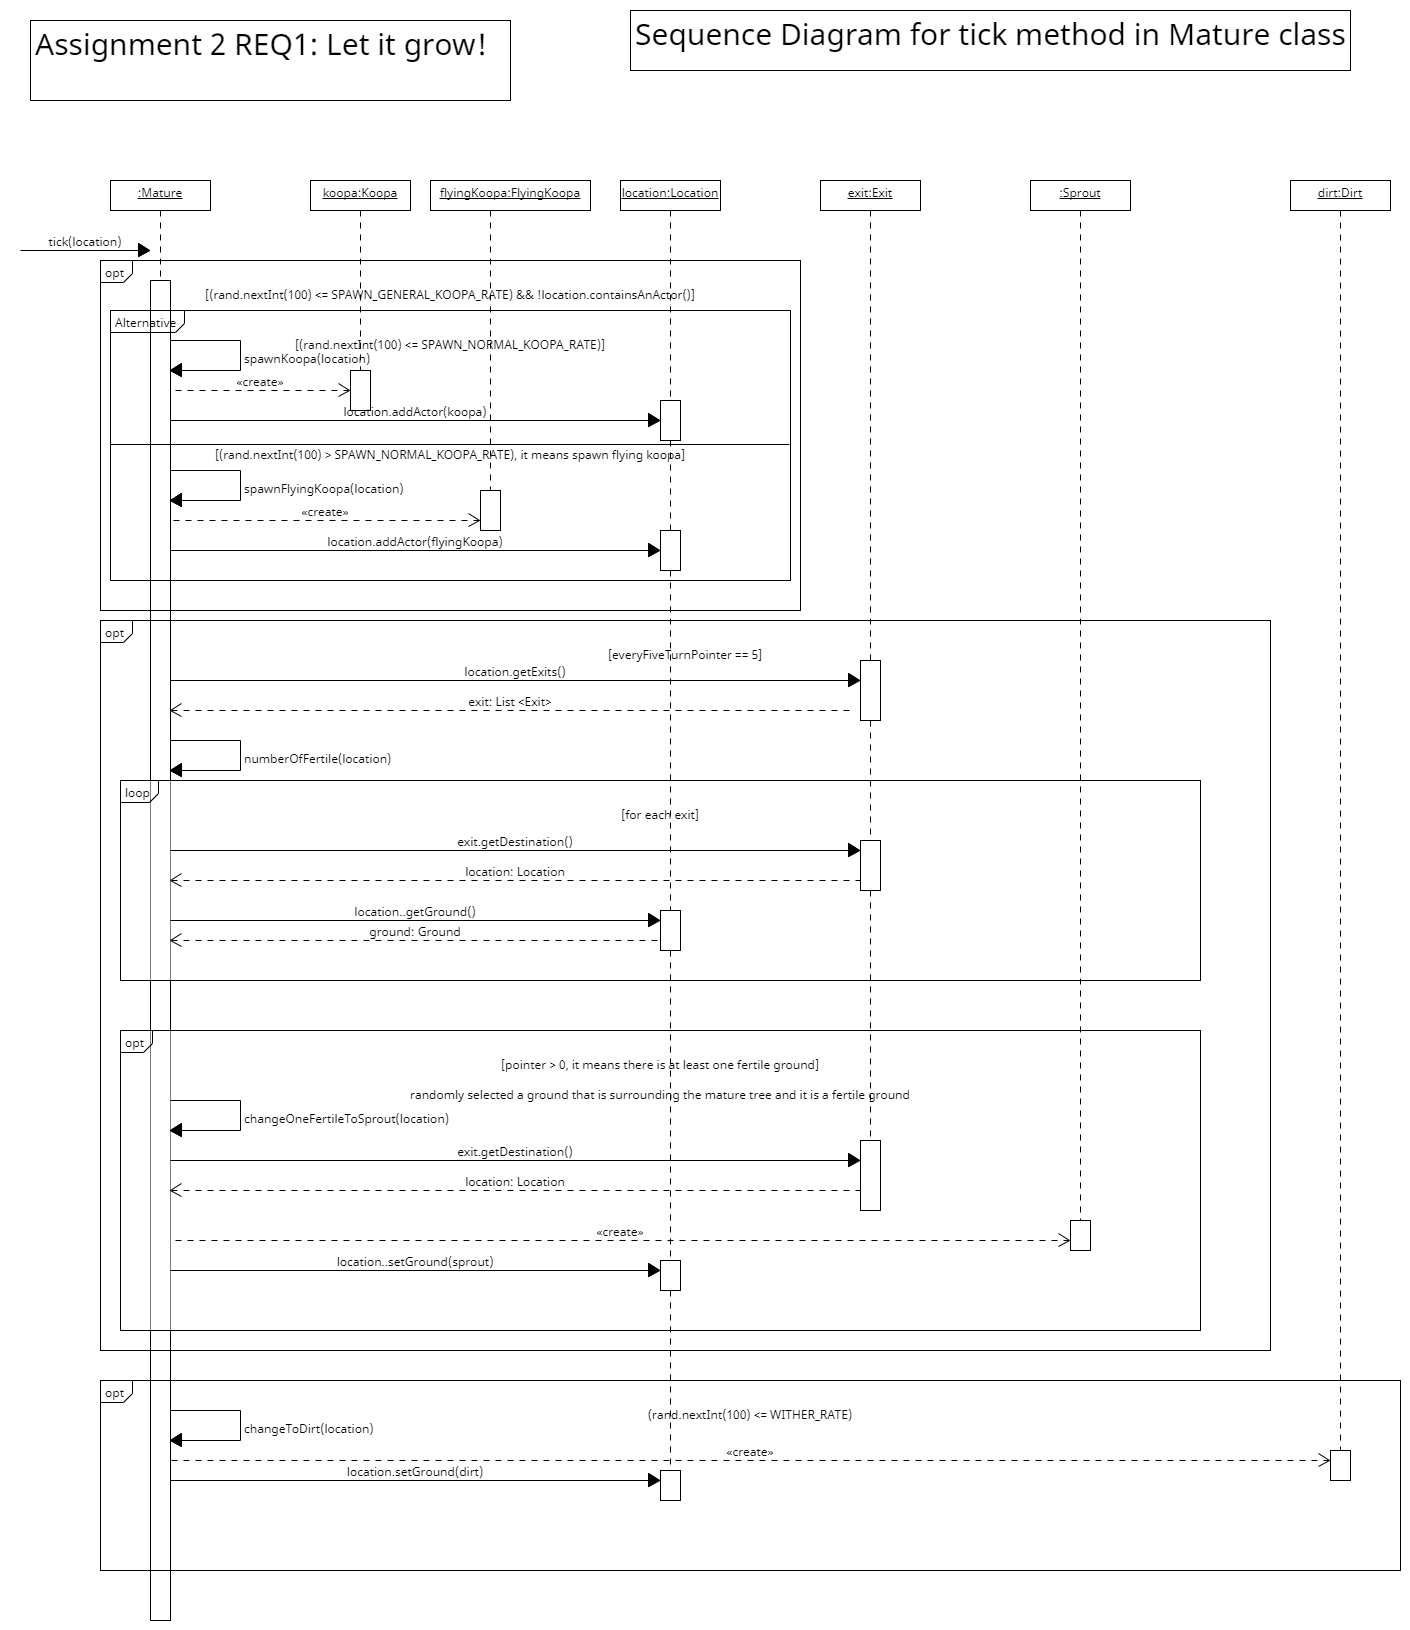 Assignment 2 REQ1: Let it grow!
Sequence Diagram for tick method in Mature class
:Mature
koopa:Koopa
flyingKoopa:FlyingKoopa
location:Location
exit:Exit
:Sprout
dirt:Dirt
tick(location)
opt
[(rand.nextInt(100) <= SPAWN_GENERAL_KOOPA_RATE) && !location.containsAnActor()]
Alternative
[(rand.nextInt(100) <= SPAWN_NORMAL_KOOPA_RATE)]
spawnKoopa(location)
«create»
location.addActor(koopa)
[(rand.nextInt(100) > SPAWN_NORMAL_KOOPA_RATE), it means spawn flying koopa]
spawnFlyingKoopa(location)
«create»
location.addActor(flyingKoopa)
opt
[everyFiveTurnPointer == 5]
location.getExits()
exit: List <Exit>
numberOfFertile(location)
loop
[for each exit]
exit.getDestination()
location: Location
location..getGround()
ground: Ground
opt
[pointer > 0, it means there is at least one fertile ground]
randomly selected a ground that is surrounding the mature tree and it is a fertile ground
changeOneFertileToSprout(location)
exit.getDestination()
location: Location
«create»
location..setGround(sprout)
opt
(rand.nextInt(100) <= WITHER_RATE)
changeToDirt(location)
«create»
location.setGround(dirt)